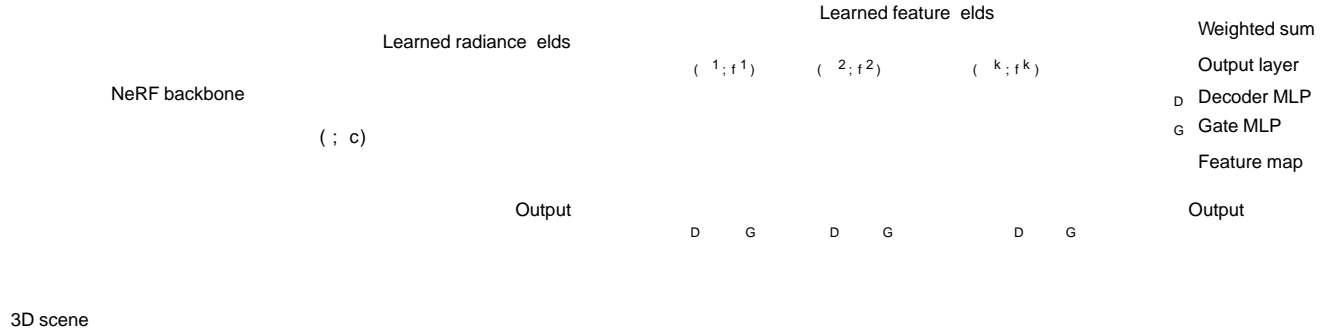 Learned feature elds
Learned radiance elds
Weighted sum
( 1 ; f 1 ) ( 2 ; f 2 ) ( k ; f k )
Output layer
NeRF backbone
D Decoder MLP
G Gate MLP
( ; c)
Feature map
Output
Output
D G D G D G
3D scene